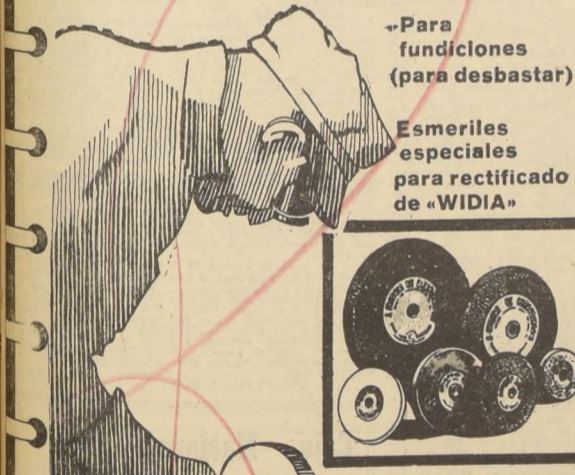 Para
fundiciones
(para desbastar)
Esmeriles
especiales
para rectificado
de «WIDIA»